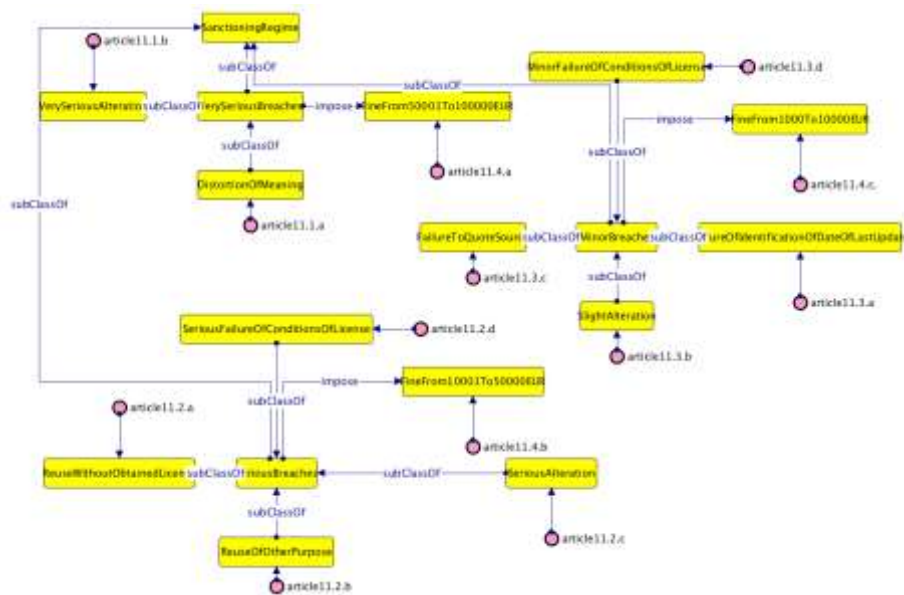 SanctioningRegime
article11.1.b
subClassOf
MinorFailureOfConditionsOfLicense
article11.3.d
subClassOf
VerySeriousAlteration
subClassOf
VerySeriousBreaches
impose
FineFrom50001To100000EUR
impose
FineFrom1000To10000EUR
subClassOf
subClassOf
DistortionOfMeaning
article11.4.a
article11.4.c.
subClassOf
article11.1.a
FailureToQuoteSour
subClassOf
MinorBreaches
subClassOf
ureOfIdentificationOfDateOfLastUpdate
article11.3.c
subClassOf
article11.3.a
SlightAlteration
SeriousFailureOfConditionsOfLicense
article11.2.d
article11.3.b
impose
FineFrom10001To50000EUR
subClassOf
article11.2.a
article11.4.b
ReuseWithoutObtainedLicen
subClassOf
riousBreaches
subClassOf
SeriousAlteration
subClassOf
article11.2.c
ReuseOfOtherPurpose
article11.2.b